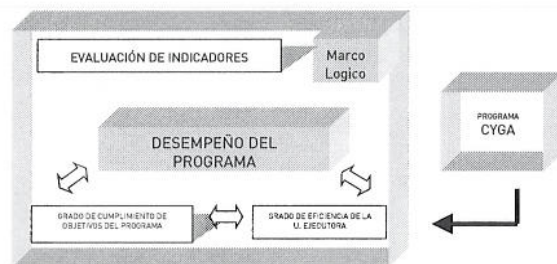 EVALUACIÓN DE INDICADORES
Marco
Logico
DESEMPEÑO DEL
PROGRAMA
PROGRAMA
CYGA
GRADO DE CUMPLIMIENTO DE
OBJETIVOS DEL PROGRAMA
GRADO DE EFICIENCIA DE LA
U. EJECUTORA